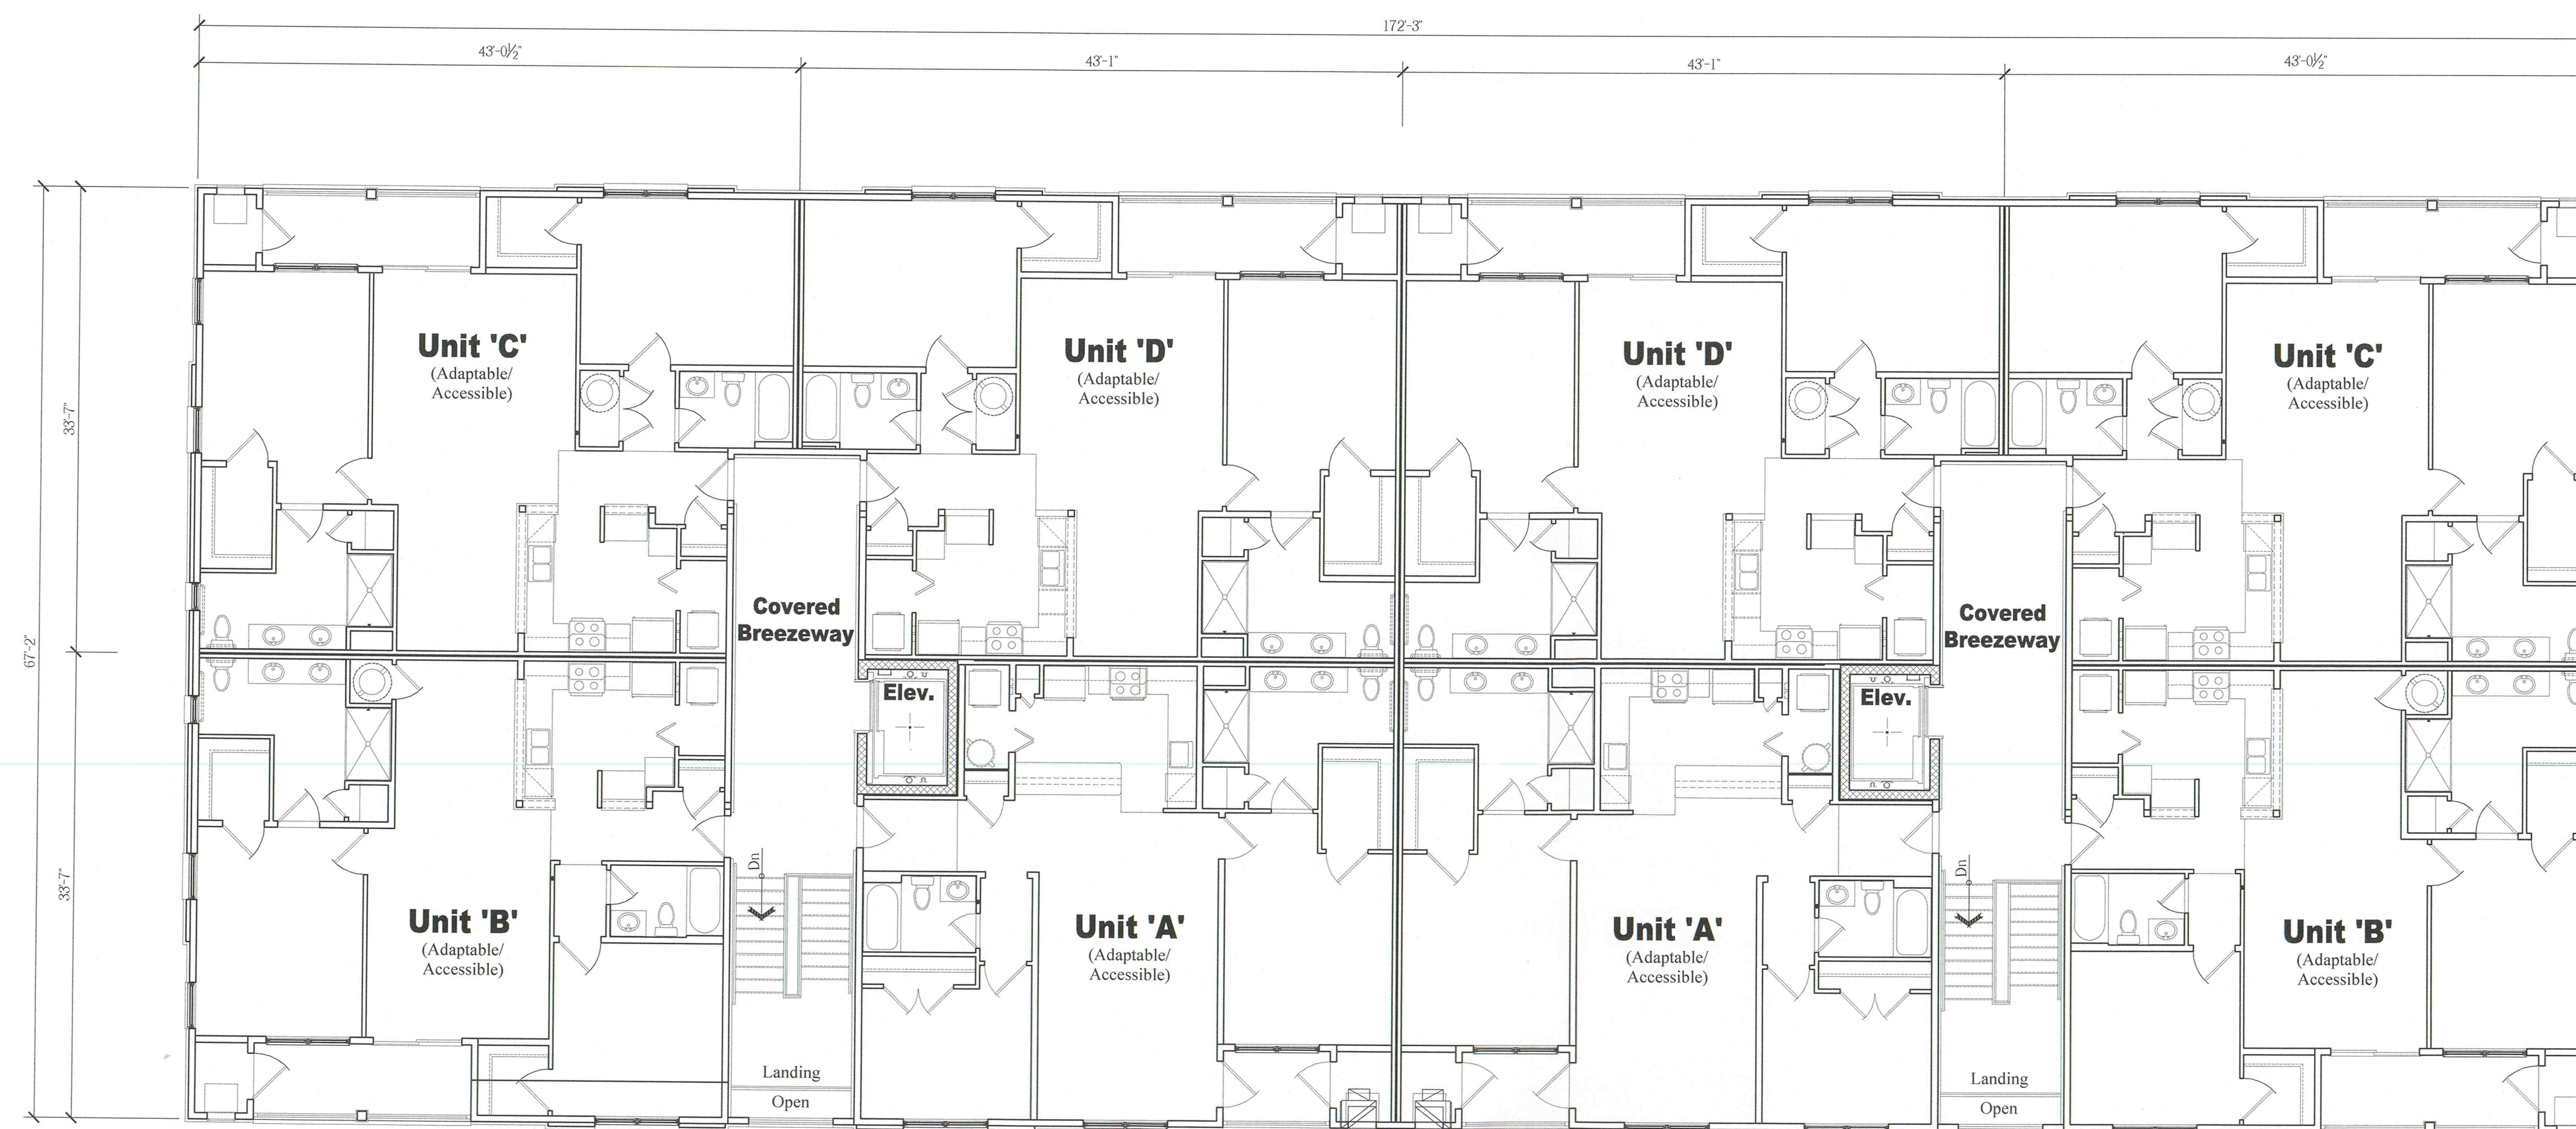 172'-3"
43'-0½"
43'-1"
43'-1"
43'-0½"
Unit 'C'
(Adaptable/
Accessible)
Unit 'D'
(Adaptable/
Accessible)
Unit 'D'
(Adaptable/
Accessible)
Unit 'C'
(Adaptable/
Accessible)
33'-7"
67'-2"
33'-7"
Covered
Breezeway
Covered
Breezeway
Elev.
Elev.
Dn
Dn
Unit 'B'
(Adaptable/
Accessible)
Unit 'A'
(Adaptable/
Accessible)
Unit 'A'
(Adaptable/
Accessible)
Unit 'B'
(Adaptable/
Accessible)
Landing
Open
Landing
Open